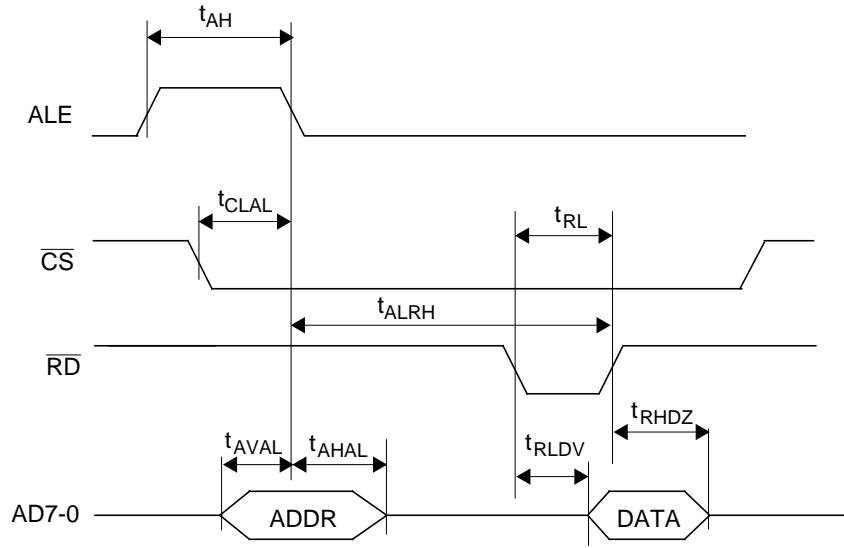 tAH
ALE
tCLAL
tRL
CS
tALRH
RD
tRHDZ
tAVAL
tAHAL
tRLDV
AD7-0
ADDR
DATA